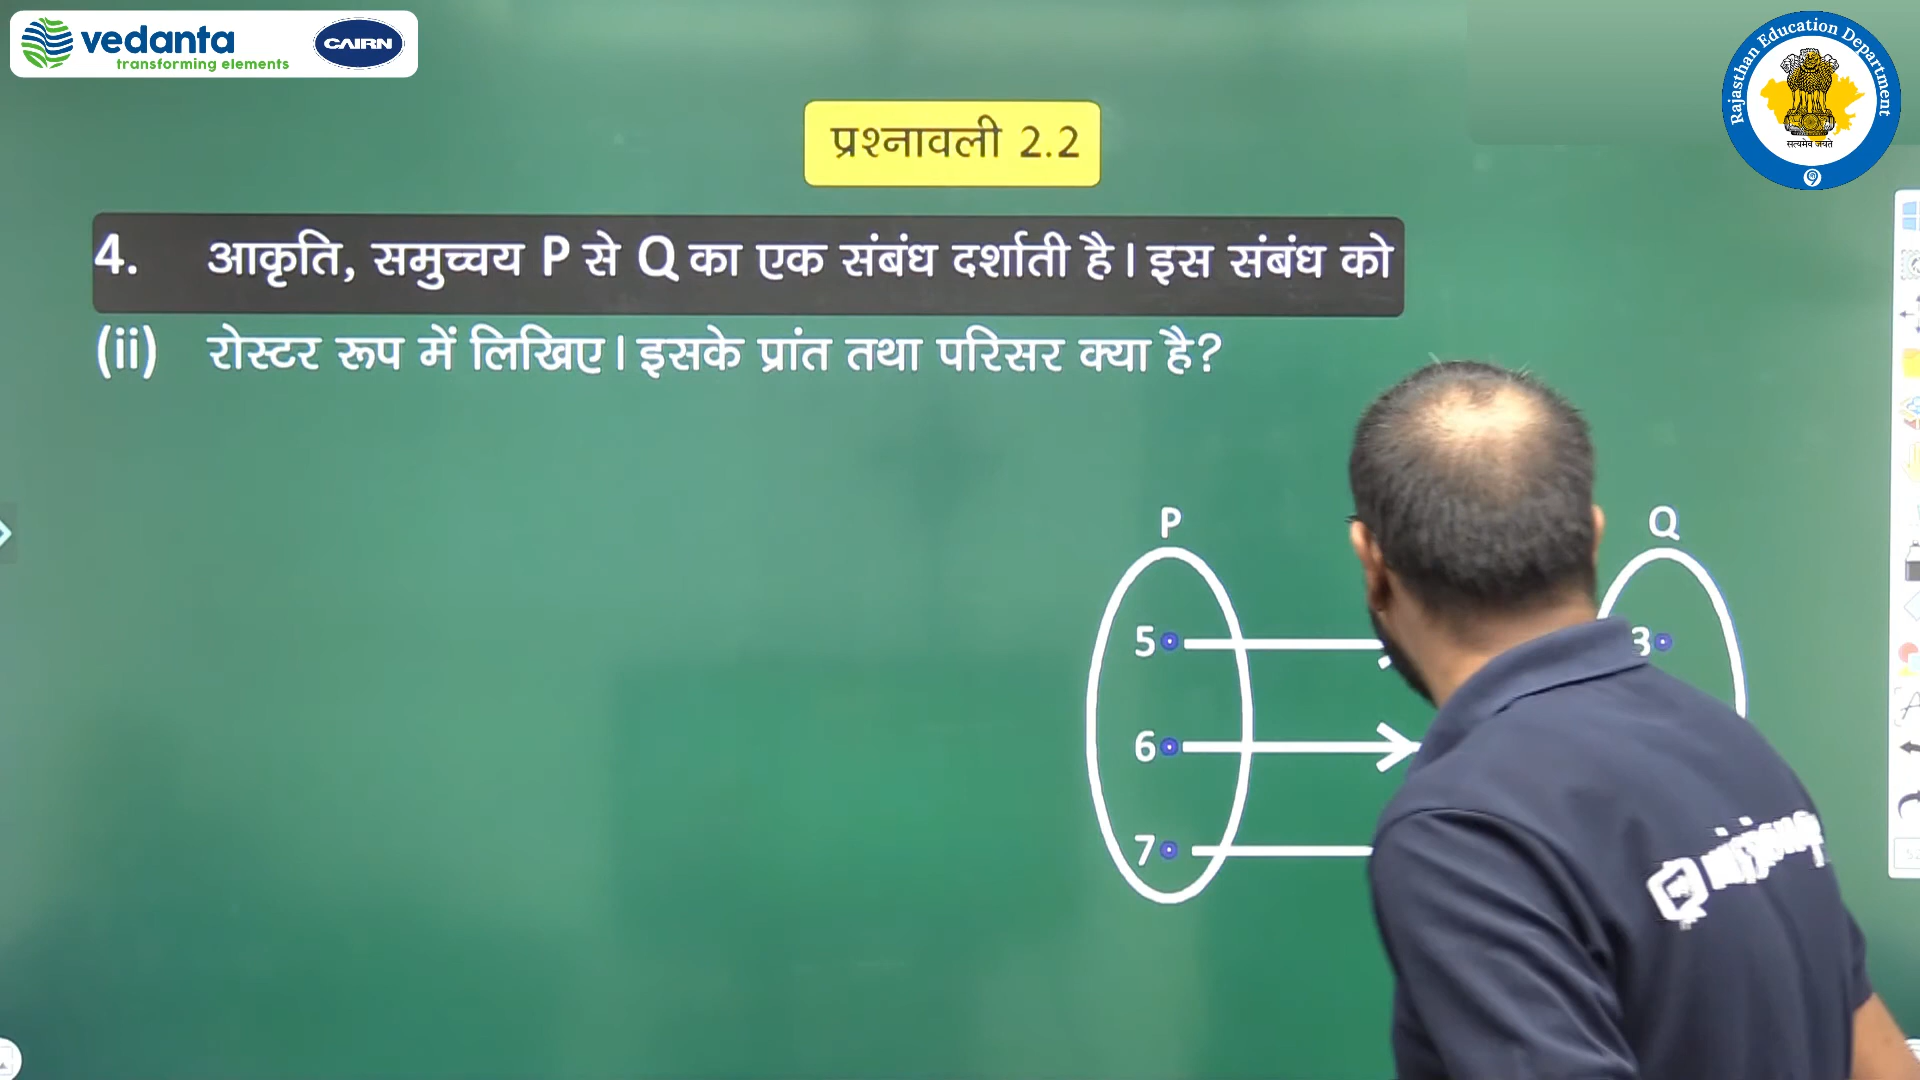 vedanta
transforming elements
CAIRN
Rajasthan Education Department
सत्यमेव जयते
प्रश्नावली 2.2
4. आकृति, समुच्चय P से Q का एक संबंध दर्शाती है। इस संबंध को
(ii) रोस्टर रूप में लिखिए। इसके प्रांत तथा परिसर क्या है?
P
Q
5
3
6
7